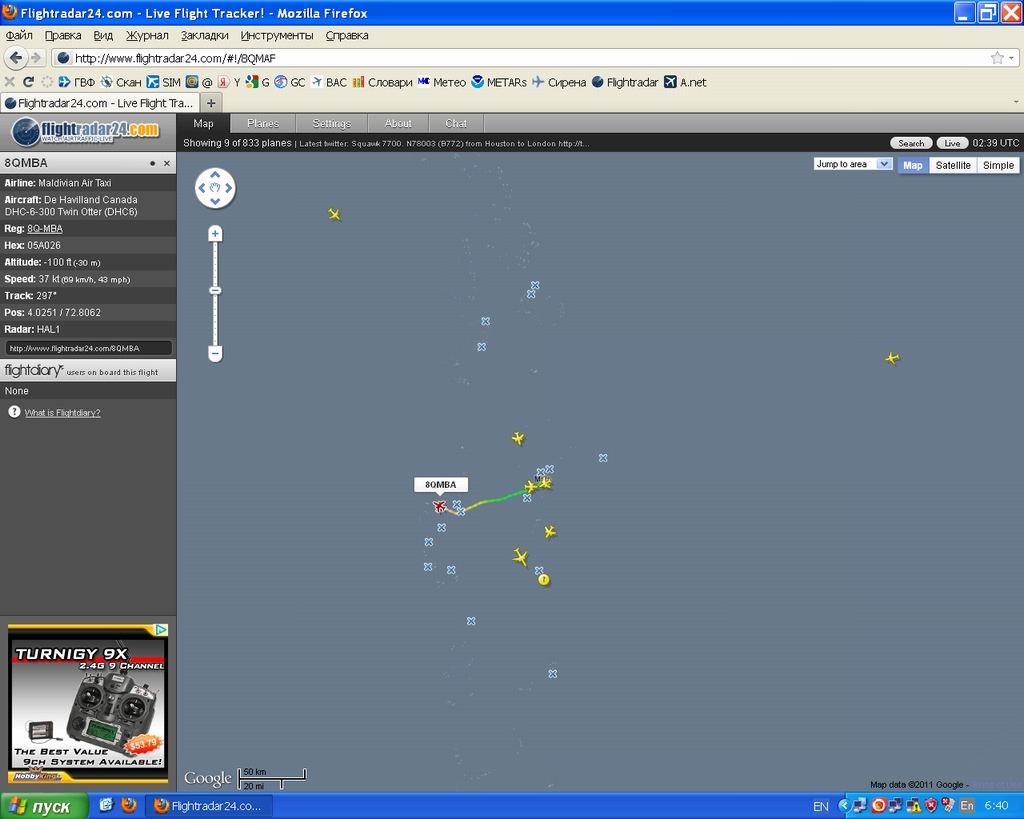 Flightradar24.com - Live Flight Tracker! - Mozilla Firefox
Файл Правка Вид Журнал Закладки Инструменты Справка
http://www.flightradar24.com/#!/8QMAF
ГВФ Скан SIM @ Я Y G GC ВАС Словари Метео METARs Сирена Flightradar A.net
Flightradar24.com - Live Flight Tra... +
flightradar24.com
WATCH AIR TRAFFIC LIVE
Map Planes Settings About Chat
Showing 9 of 833 planes | Latest twitter: Squawk 7700. N78003 (B772) from Houston to London http://t...
Search Live 02:39 UTC
8QMBA
Airline: Maldivian Air Taxi
Aircraft: De Havilland Canada
DHC-6-300 Twin Otter (DHC6)
Reg: 8Q-MBA
Hex: 05A026
Altitude: -100 ft (-30 m)
Speed: 37 kt (69 km/h, 43 mph)
Track: 297°
Pos: 4.0251 / 72.8062
Radar: HAL1
http://www.flightradar24.com/8QMBA
flightdiary users on board this flight
None
? What is Flightdiary?
Jump to area
Map Satellite Simple
8QMBA
TURNIGY 9X
2.4G 9 CHANNEL
$53.79
THE BEST VALUE
9CH SYSTEM AVAILABLE!
HobbyKing
Google
50 km
20 mi
Map data ©2011 Google -
пуск
Flightradar24.co...
EN
En
6:40